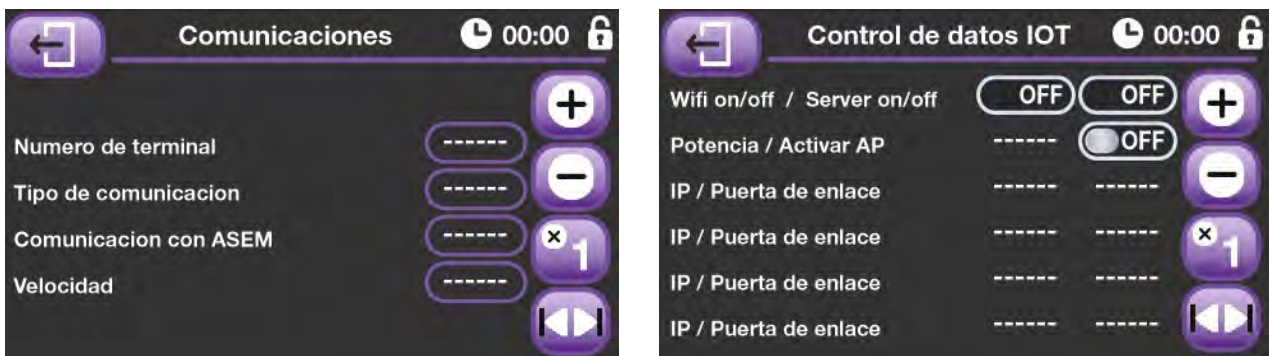 Comunicaciones 00:00
Numero de terminal ------
Tipo de comunicacion ------
Comunicacion con ASEM ------
Velocidad ------
×1
Control de datos IOT 00:00
Wifi on/off / Server on/off OFF OFF
Potencia / Activar AP ------ OFF
IP / Puerta de enlace ------ ------
IP / Puerta de enlace ------ ------
IP / Puerta de enlace ------ ------
IP / Puerta de enlace ------ ------
×1